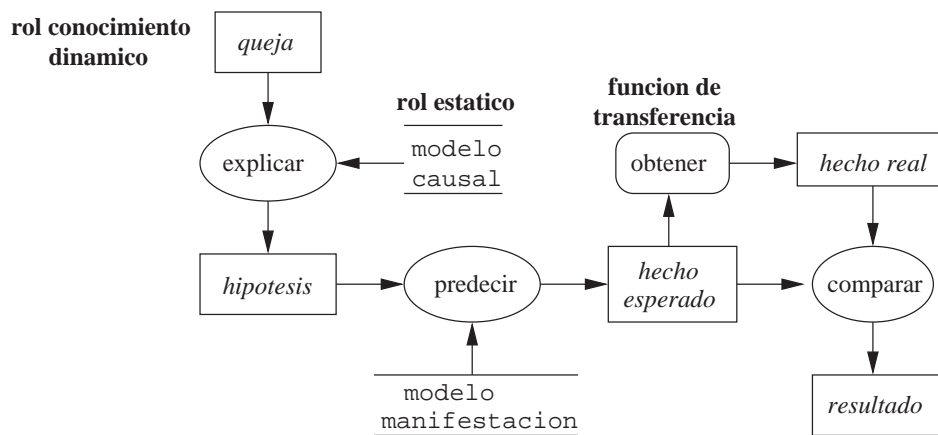 rol conocimiento
dinamico
queja
rol estatico
modelo
causal
explicar
funcion de
transferencia
obtener
hecho real
hipotesis
predecir
hecho
esperado
comparar
modelo
manifestacion
resultado